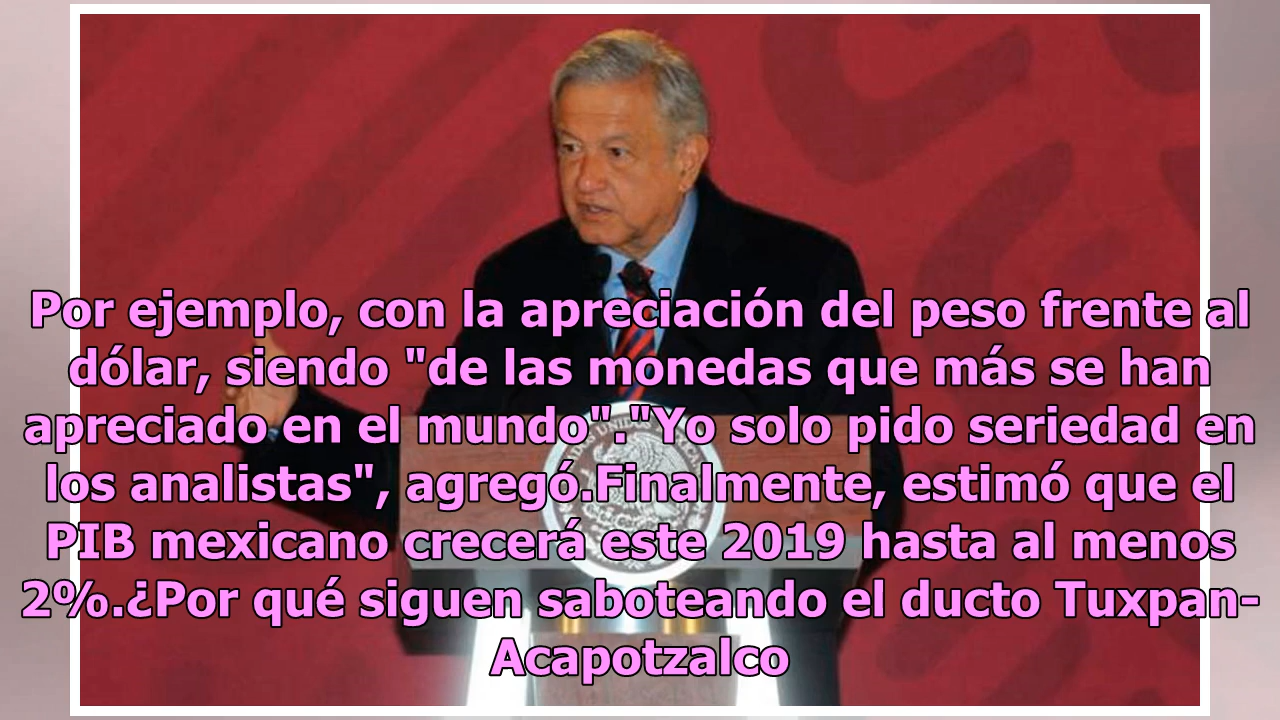 Por ejemplo, con la apreciación del peso frente al
dólar, siendo "de las monedas que más se han
apreciado en el mundo"."Yo solo pido seriedad en
los analistas", agregó.Finalmente, estimó que el
PIB mexicano crecerá este 2019 hasta al menos
2%.¿Por qué siguen saboteando el ducto Tuxpan-
Acapotzalco